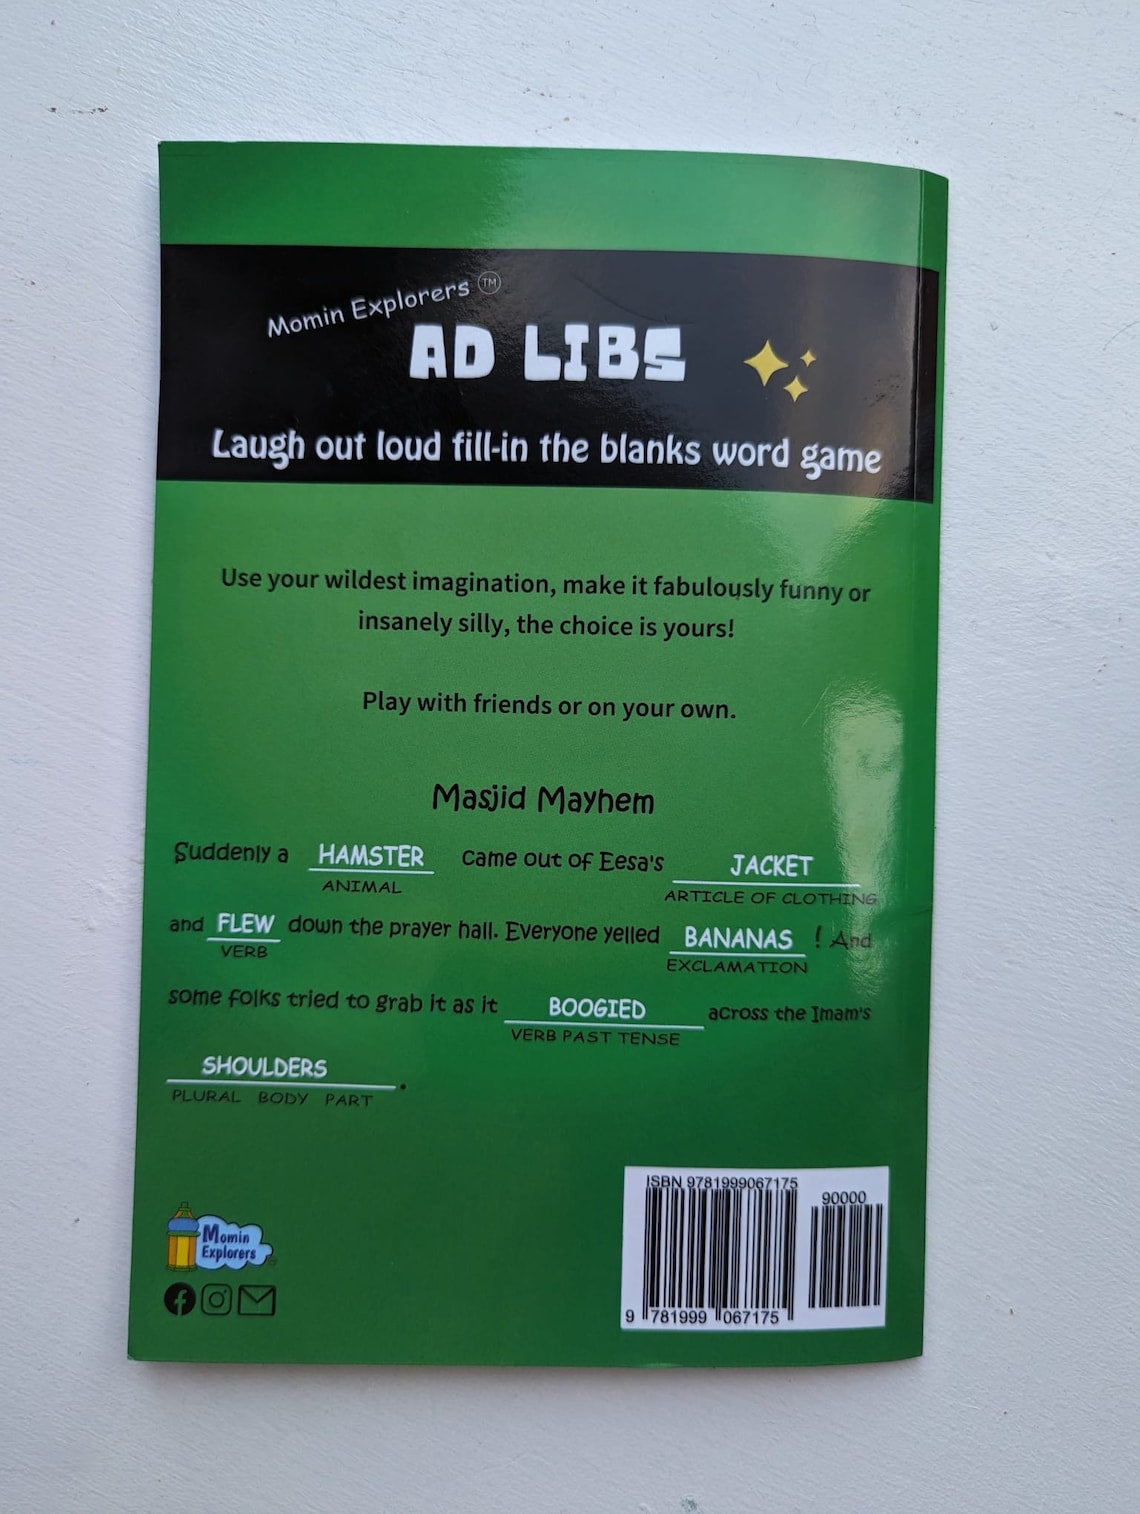 Momin Explorers TM
AD LIBS
Laugh out loud fill-in the blanks word game
Use your wildest imagination, make it fabulously funny or
insanely silly, the choice is yours!
Play with friends or on your own.
Masjid Mayhem
Suddenly a HAMSTER came out of Eesa's JACKET
ANIMAL ARTICLE OF CLOTHING
and FLEW down the prayer hall. Everyone yelled BANANAS ! And
VERB EXCLAMATION
some folks tried to grab it as it BOOGIED across the Imam's
VERB PAST TENSE
SHOULDERS .
PLURAL BODY PART
ISBN 9781999067175
90000
9 781999 067175
Momin
Explorers